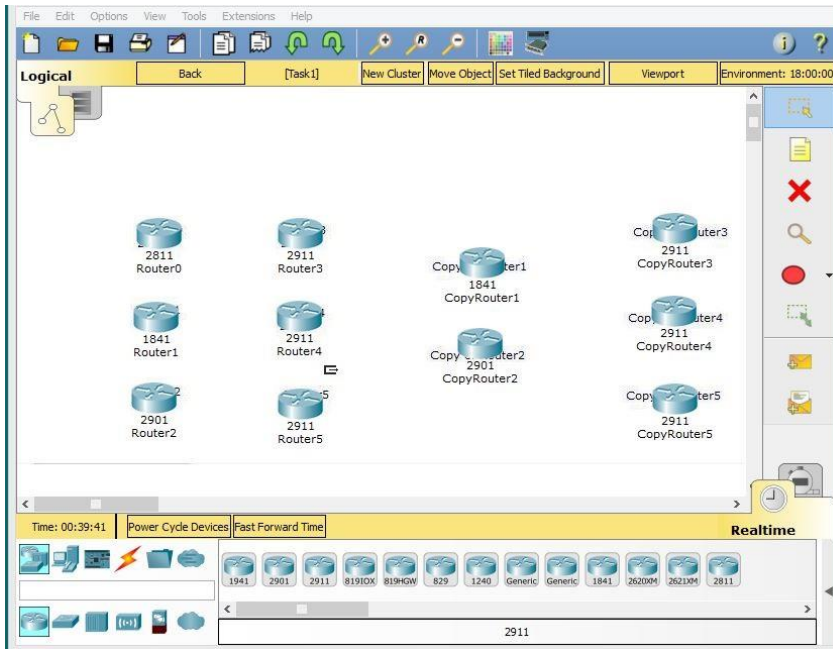 File Edit Options View Tools Extensions Help
Logical Back [Task1] New Cluster Move Object Set Tiled Background Viewport Environment: 18:00:00
2811
Router0
2911
Router3
1841
CopyRouter1
2911
CopyRouter3
1841
Router1
2911
Router4
2901
CopyRouter2
2911
CopyRouter4
2901
Router2
2911
Router5
2911
CopyRouter5
Time: 00:39:41 Power Cycle Devices Fast Forward Time Realtime
1941 2901 2911 819IOX 819HGW 829 1240 Generic Generic 1841 2620XM 2621XM 2811
2911